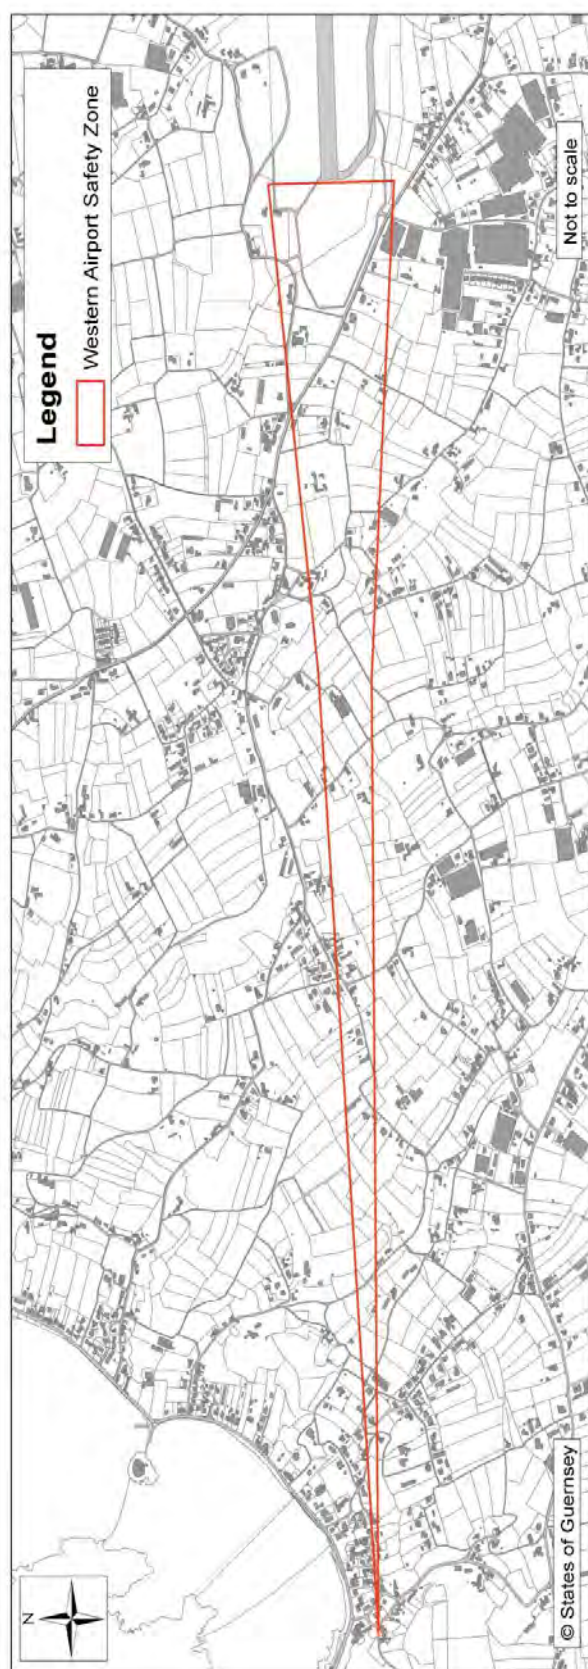 Legend
Western Airport Safety Zone
N
Not to scale
© States of Guernsey